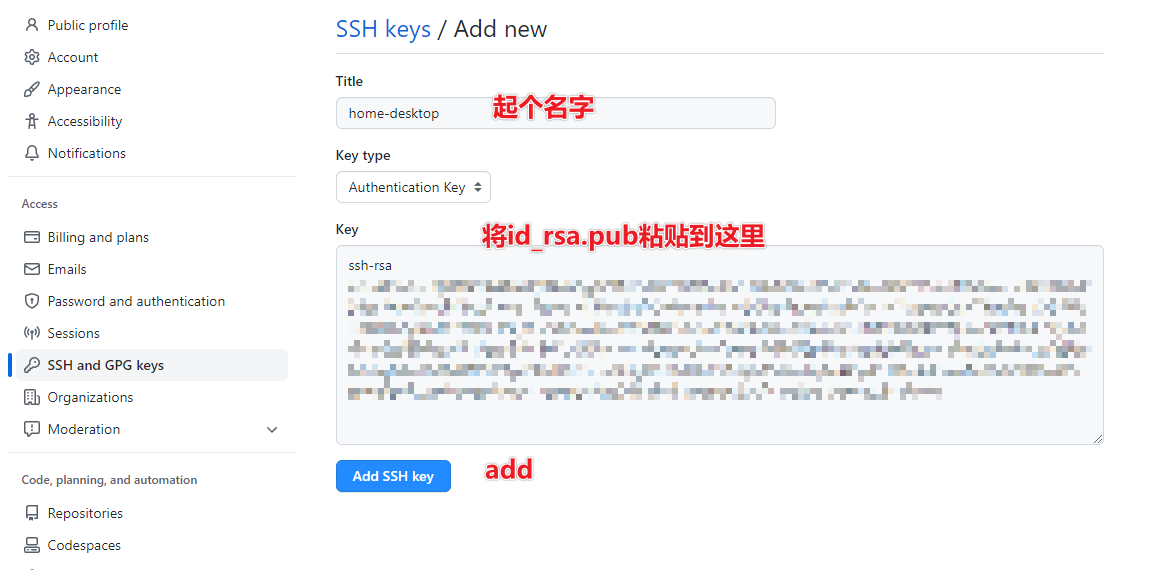 Public profile
Account
Appearance
Accessibility
Notifications
Access
Billing and plans
Emails
Password and authentication
Sessions
SSH and GPG keys
Organizations
Moderation
Code, planning, and automation
Repositories
Codespaces
SSH keys / Add new
Title
home-desktop 起个名字
Key type
Authentication Key
Key 将id_rsa.pub粘贴到这里
ssh-rsa
Add SSH key add